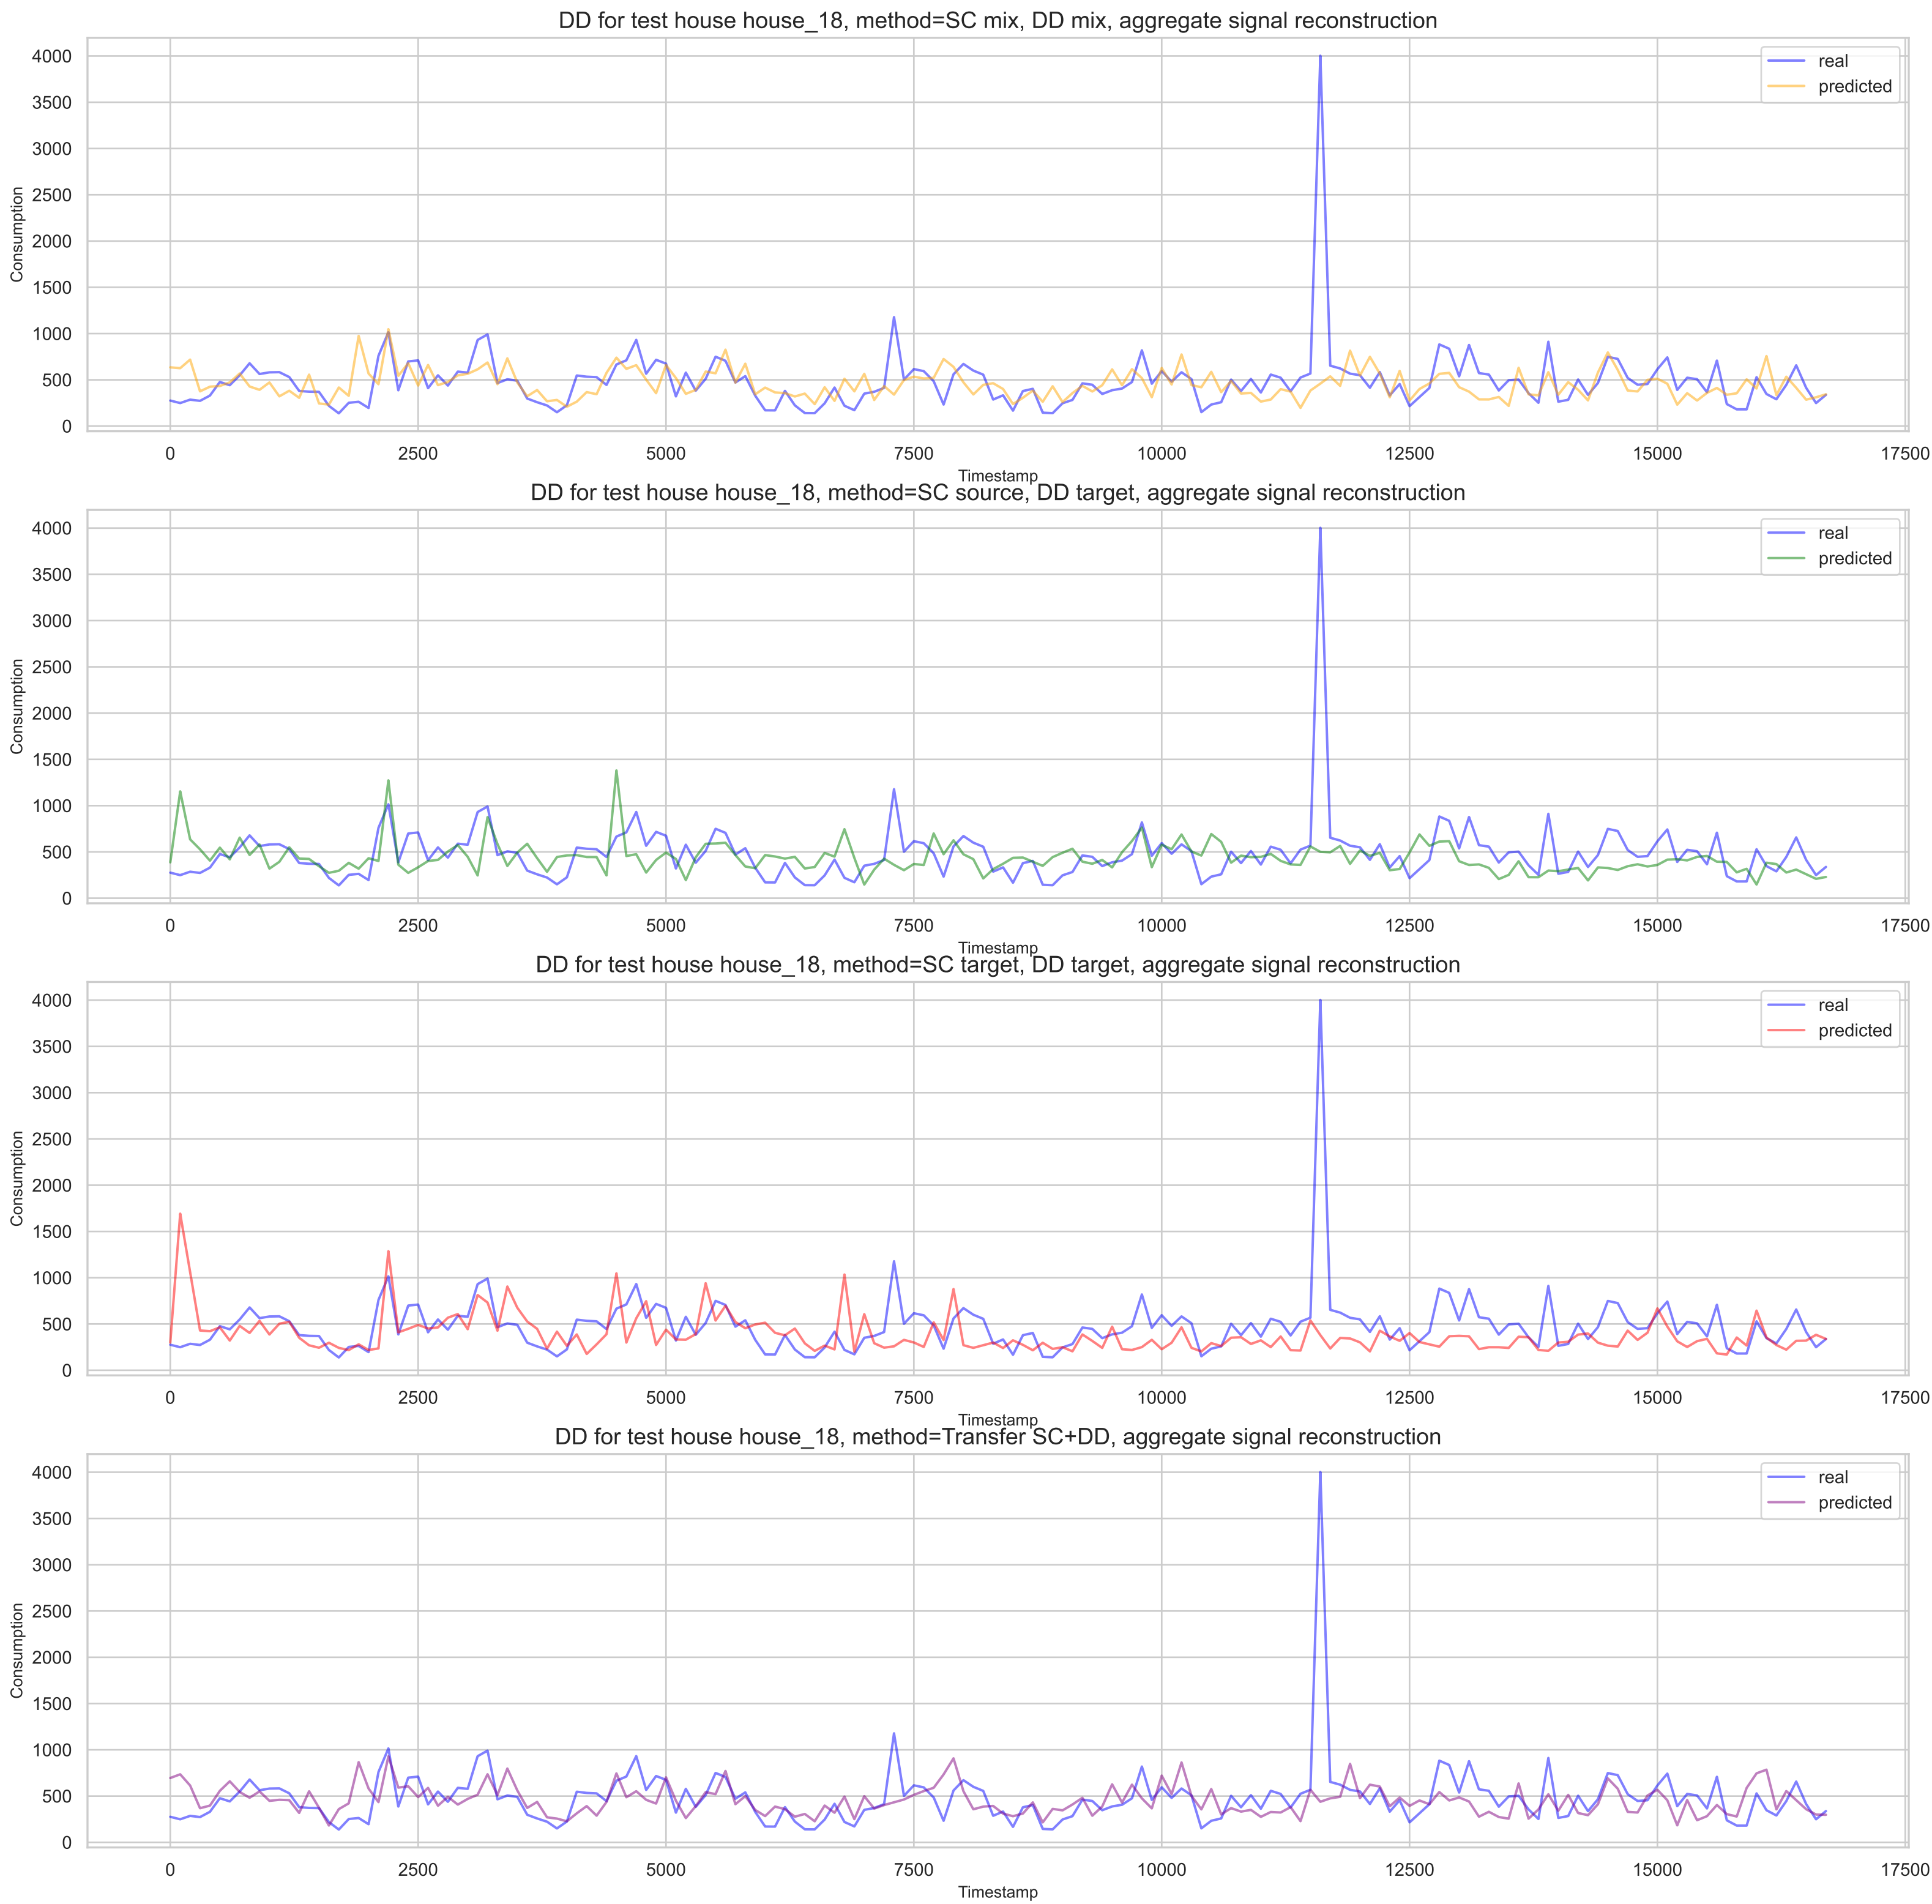 DD for test house house_18, method=SC mix, DD mix, aggregate signal reconstruction
4000
3500
3000
2500
2000
1500
1000
500
0
Consumption
real
predicted
0 2500 5000 7500 10000 12500 15000 17500
Timestamp
DD for test house house_18, method=SC source, DD target, aggregate signal reconstruction
4000
3500
3000
2500
2000
1500
1000
500
0
Consumption
real
predicted
0 2500 5000 7500 10000 12500 15000 17500
Timestamp
DD for test house house_18, method=SC target, DD target, aggregate signal reconstruction
4000
3500
3000
2500
2000
1500
1000
500
0
Consumption
real
predicted
0 2500 5000 7500 10000 12500 15000 17500
Timestamp
DD for test house house_18, method=Transfer SC+DD, aggregate signal reconstruction
4000
3500
3000
2500
2000
1500
1000
500
0
Consumption
real
predicted
0 2500 5000 7500 10000 12500 15000 17500
Timestamp